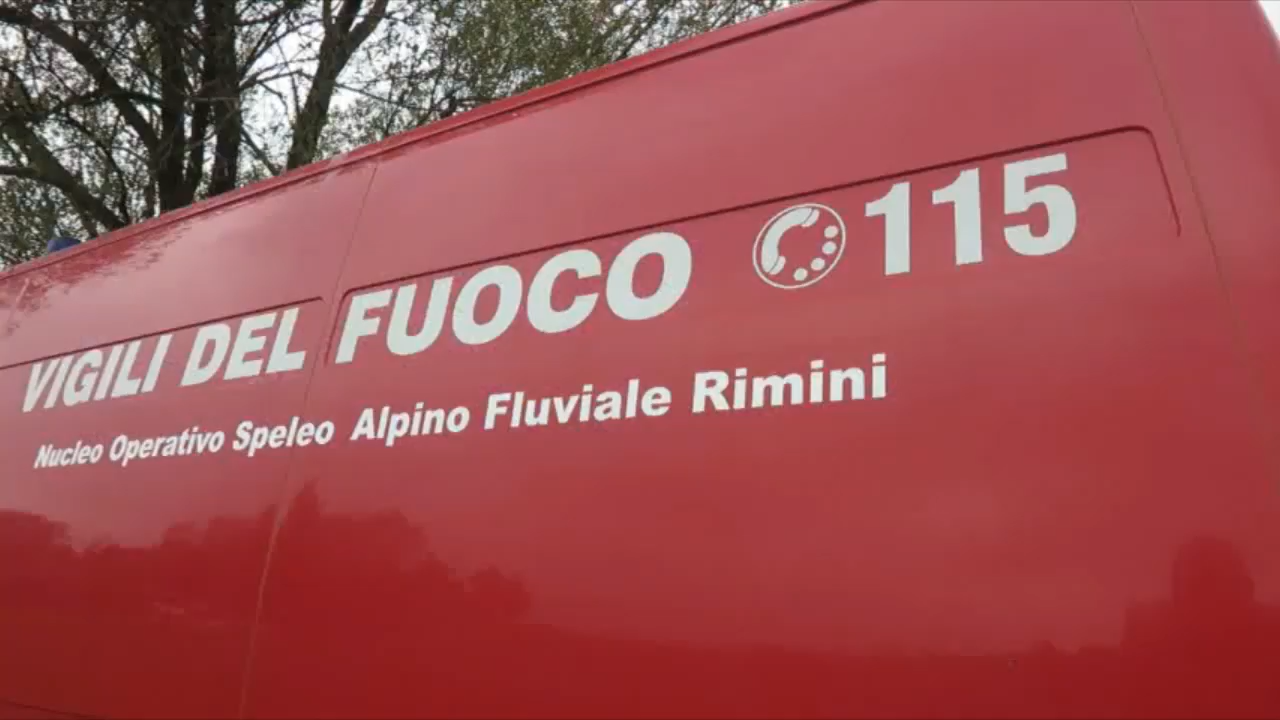 VIGILI DEL FUOCO 115
Nucleo Operativo Speleo Alpino Fluviale Rimini